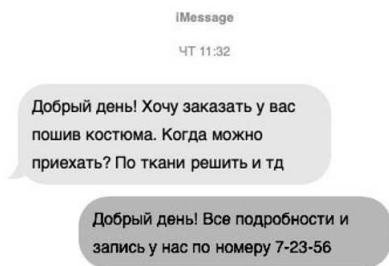 iMessage
ЧТ 11:32
Добрый день! Хочу заказать у вас
пошив костюма. Когда можно
приехать? По ткани решить и тд
Добрый день! Все подробности и
запись у нас по номеру 7-23-56